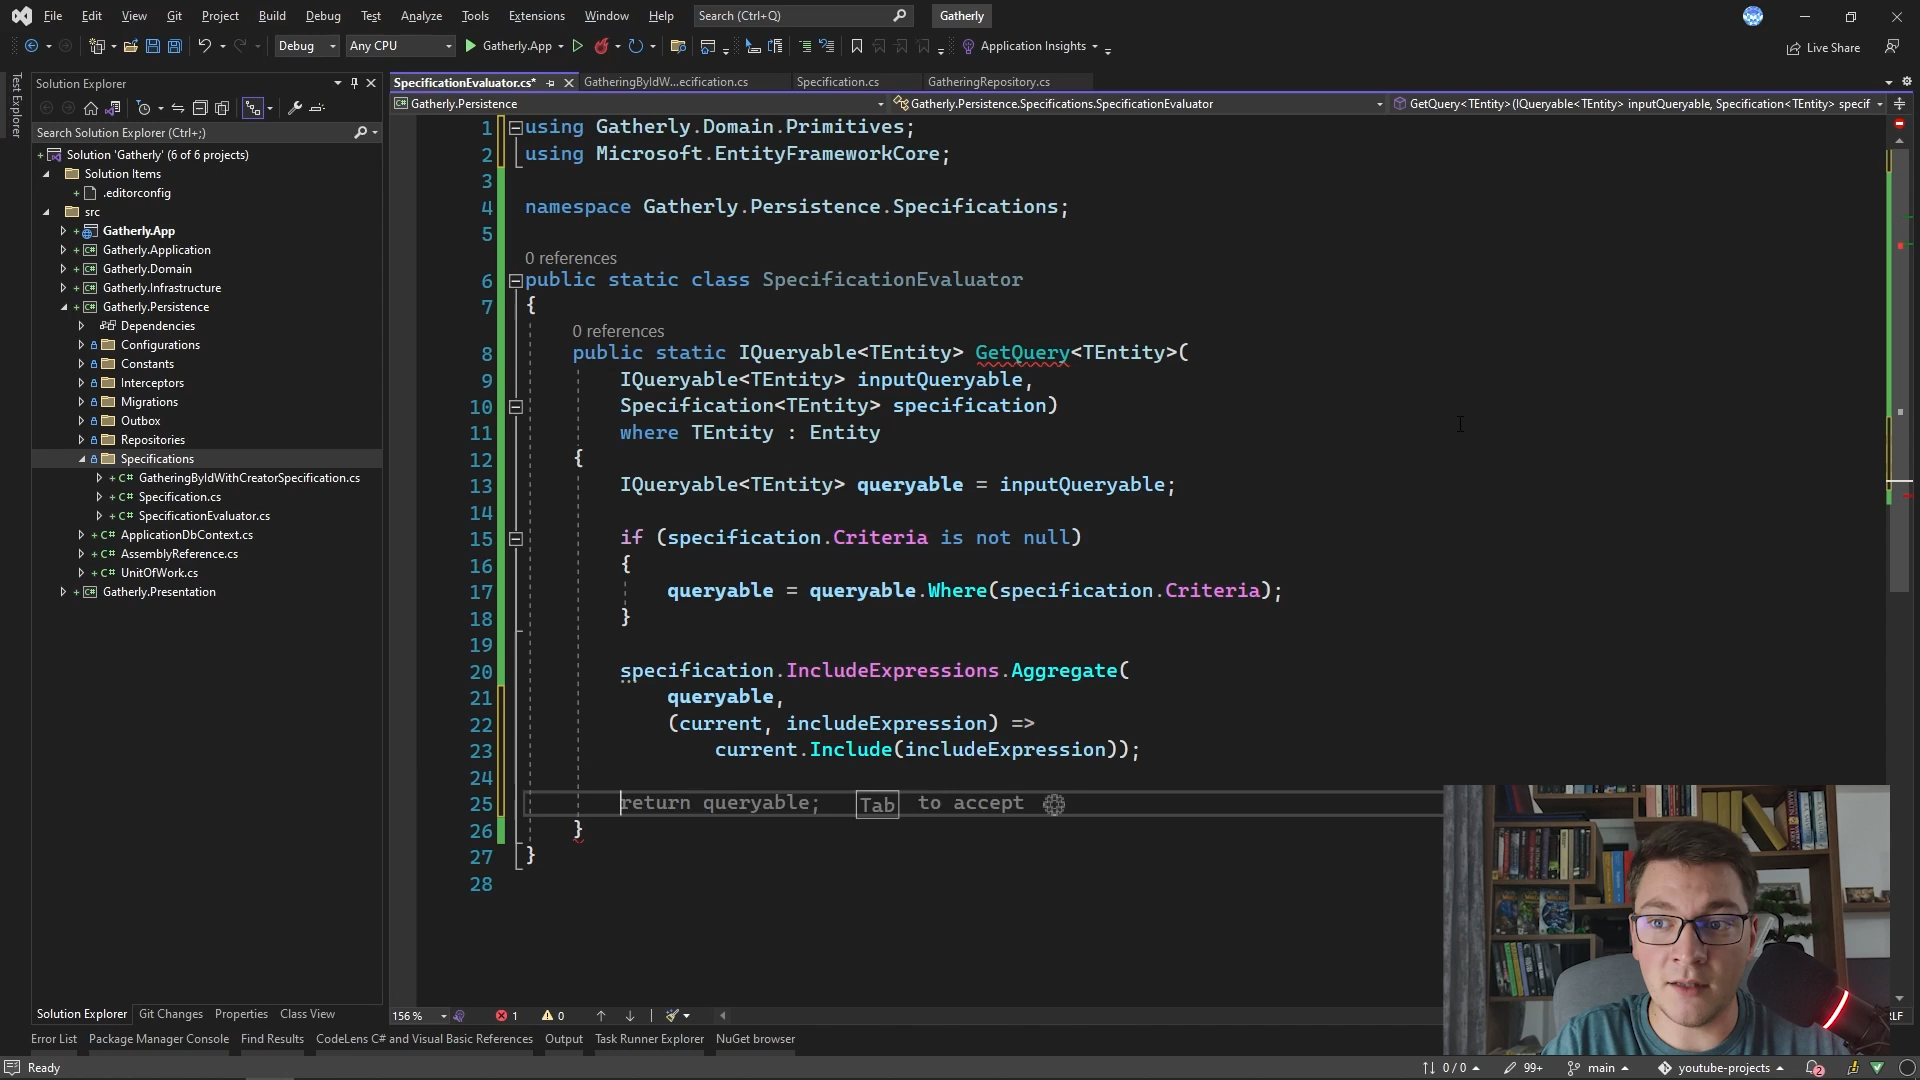 File Edit View Git Project Build Debug Test Analyze Tools Extensions Window Help Search (Ctrl+Q) Gatherly
Debug Any CPU Gatherly.App Application Insights Live Share
Test Explorer
Solution Explorer
Search Solution Explorer (Ctrl+;)
Solution 'Gatherly' (6 of 6 projects)
Solution Items
.editorconfig
src
Gatherly.App
Gatherly.Application
Gatherly.Domain
Gatherly.Infrastructure
Gatherly.Persistence
Dependencies
Configurations
Constants
Interceptors
Migrations
Outbox
Repositories
Specifications
GatheringByIdWithCreatorSpecification.cs
Specification.cs
SpecificationEvaluator.cs
ApplicationDbContext.cs
AssemblyReference.cs
UnitOfWork.cs
Gatherly.Presentation
Solution Explorer Git Changes Properties Class View
SpecificationEvaluator.cs* GatheringByIdW...ecification.cs Specification.cs GatheringRepository.cs
Gatherly.Persistence Gatherly.Persistence.Specifications.SpecificationEvaluator GetQuery<TEntity>(IQueryable<TEntity> inputQueryable, Specification<TEntity> specif
1 using Gatherly.Domain.Primitives;
2 using Microsoft.EntityFrameworkCore;
3
4 namespace Gatherly.Persistence.Specifications;
5
0 references
6 public static class SpecificationEvaluator
7 {
0 references
8 public static IQueryable<TEntity> GetQuery<TEntity>(
9 IQueryable<TEntity> inputQueryable,
10 Specification<TEntity> specification)
11 where TEntity : Entity
12 {
13 IQueryable<TEntity> queryable = inputQueryable;
14
15 if (specification.Criteria is not null)
16 {
17 queryable = queryable.Where(specification.Criteria);
18 }
19
20 specification.IncludeExpressions.Aggregate(
21 queryable,
22 (current, includeExpression) =>
23 current.Include(includeExpression));
24
25 return queryable; Tab to accept
26 }
27 }
28
156 % 1 0
Error List Package Manager Console Find Results CodeLens C# and Visual Basic References Output Task Runner Explorer NuGet browser
Ready 0 / 0 99+ main youtube-projects 2